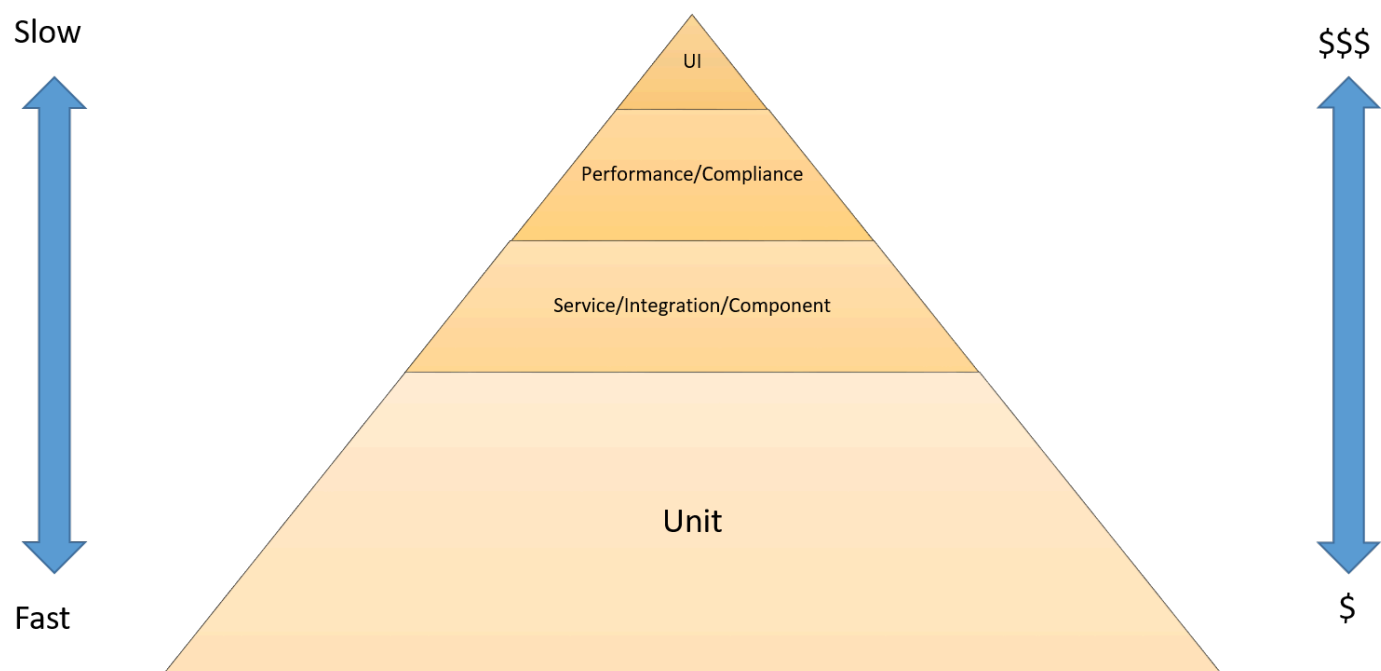 Slow
$$$
UI
Performance/Compliance
Service/Integration/Component
Unit
Fast
$